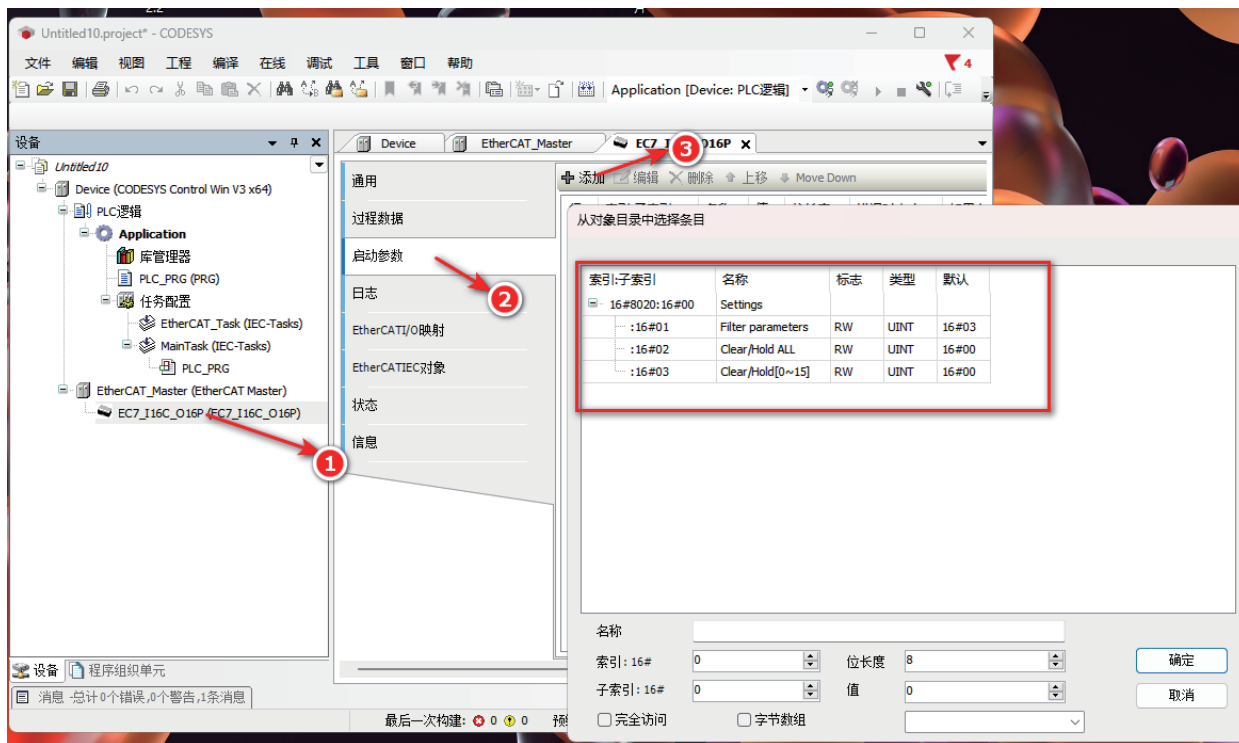 Untitled10.project* - CODESYS
文件 编辑 视图 工程 编译 在线 调试 工具 窗口 帮助
4
Application [Device: PLC逻辑]
设备
Untitled10
Device (CODESYS Control Win V3 x64)
PLC逻辑
Application
库管理器
PLC_PRG (PRG)
任务配置
EtherCAT_Task (IEC-Tasks)
MainTask (IEC-Tasks)
PLC_PRG
EtherCAT_Master (EtherCAT Master)
EC7_I16C_O16P (EC7_I16C_O16P)
1
设备 程序组织单元
消息 -总计0个错误,0个警告,1条消息
最后一次构建: 0 0
Device EtherCAT_Master
3
通用
过程数据
启动参数
2
日志
EtherCATI/O映射
EtherCATIEC对象
状态
信息
添加 编辑 删除 上移 Move Down
从对象目录中选择条目
索引:子索引 名称 标志 类型 默认
16#8020:16#00 Settings
:16#01 Filter parameters RW UINT 16#03
:16#02 Clear/Hold ALL RW UINT 16#00
:16#03 Clear/Hold[0~15] RW UINT 16#00
名称
索引: 16# 0 位长度 8 确定
子索引: 16# 0 值 0 取消
完全访问 字节数组